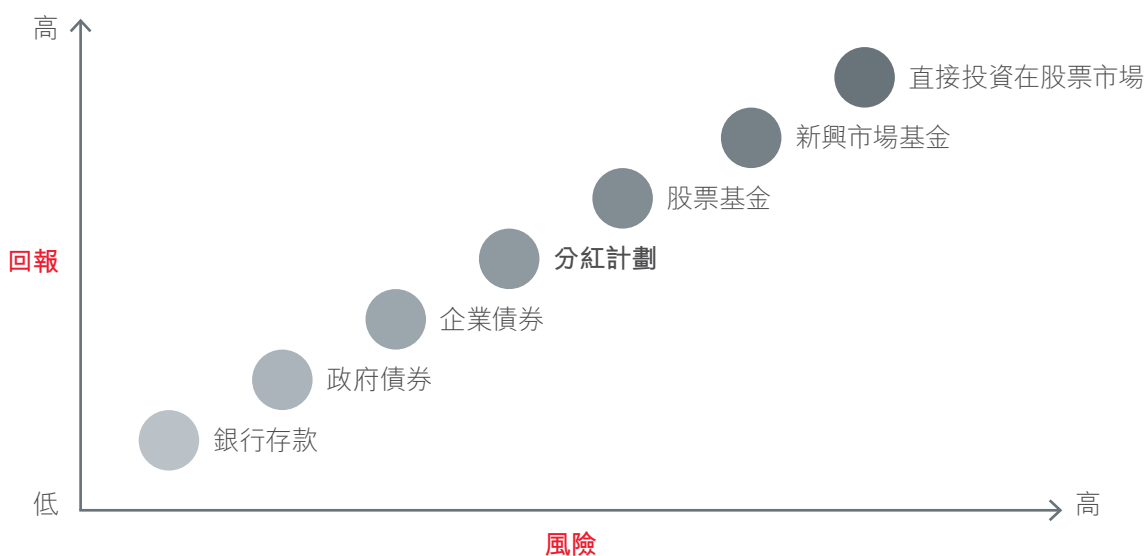 高
直接投資在股票市場
新興市場基金
股票基金
回報
分紅計劃
企業債券
政府債券
銀行存款
低
高
風險